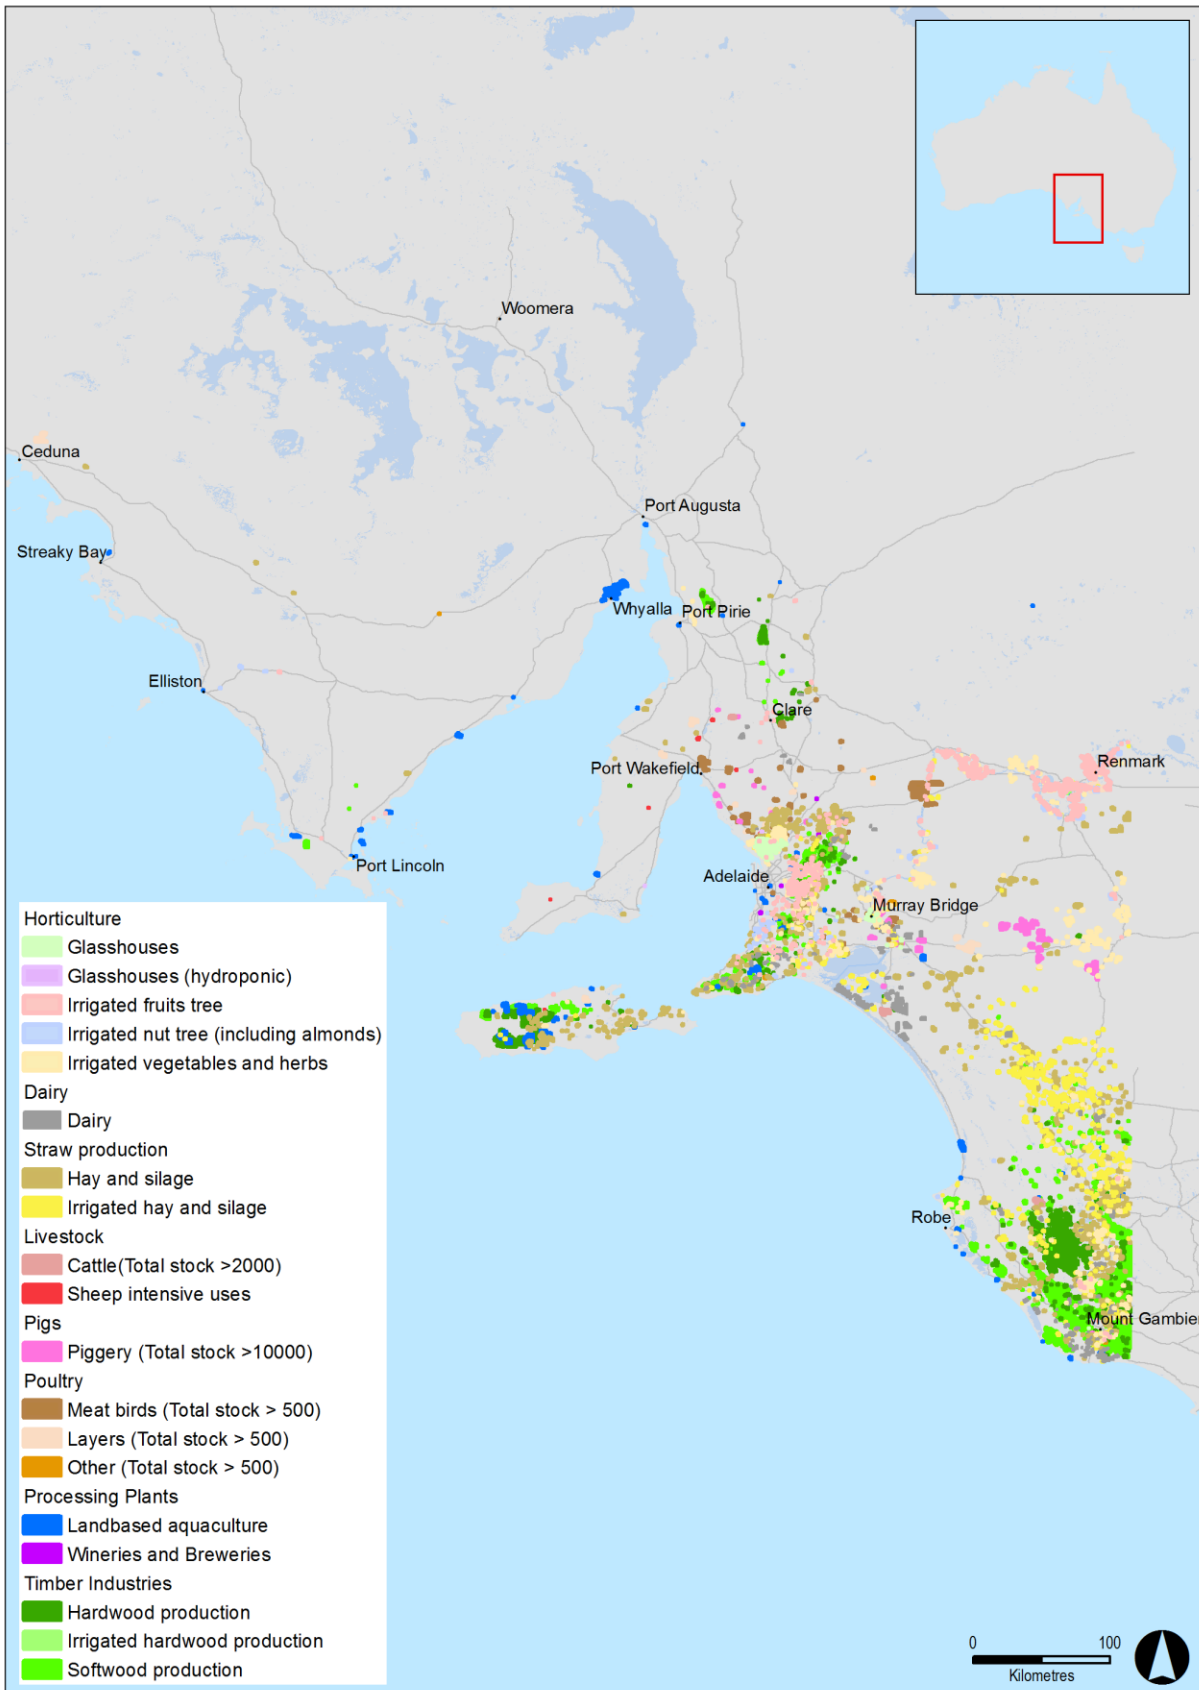 Woomera
Ceduna
Port Augusta
Streaky Bay
Whyalla
Port Pirie
Elliston
Clare
Port Wakefield
Renmark
Port Lincoln
Adelaide
Murray Bridge
Robe
Mount Gambier
Horticulture
Glasshouses
Glasshouses (hydroponic)
Irrigated fruits tree
Irrigated nut tree (including almonds)
Irrigated vegetables and herbs
Dairy
Dairy
Straw production
Hay and silage
Irrigated hay and silage
Livestock
Cattle(Total stock >2000)
Sheep intensive uses
Pigs
Piggery (Total stock >10000)
Poultry
Meat birds (Total stock > 500)
Layers (Total stock > 500)
Other (Total stock > 500)
Processing Plants
Landbased aquaculture
Wineries and Breweries
Timber Industries
Hardwood production
Irrigated hardwood production
Softwood production
0 100
Kilometres